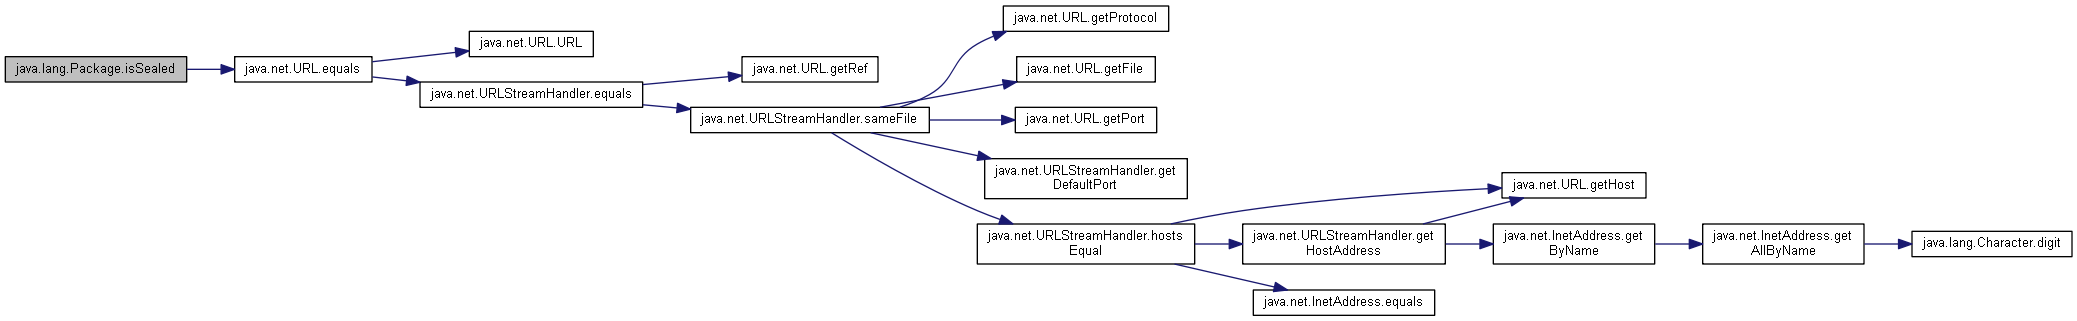 java.lang.Package.isSealed
java.net.URL.equals
java.net.URL.URL
java.net.URLStreamHandler.equals
java.net.URL.getRef
java.net.URLStreamHandler.sameFile
java.net.URL.getProtocol
java.net.URL.getFile
java.net.URL.getPort
java.net.URLStreamHandler.get
DefaultPort
java.net.URLStreamHandler.hosts
Equal
java.net.URL.getHost
java.net.URLStreamHandler.get
HostAddress
java.net.InetAddress.get
ByName
java.net.InetAddress.get
AllByName
java.lang.Character.digit
java.net.InetAddress.equals